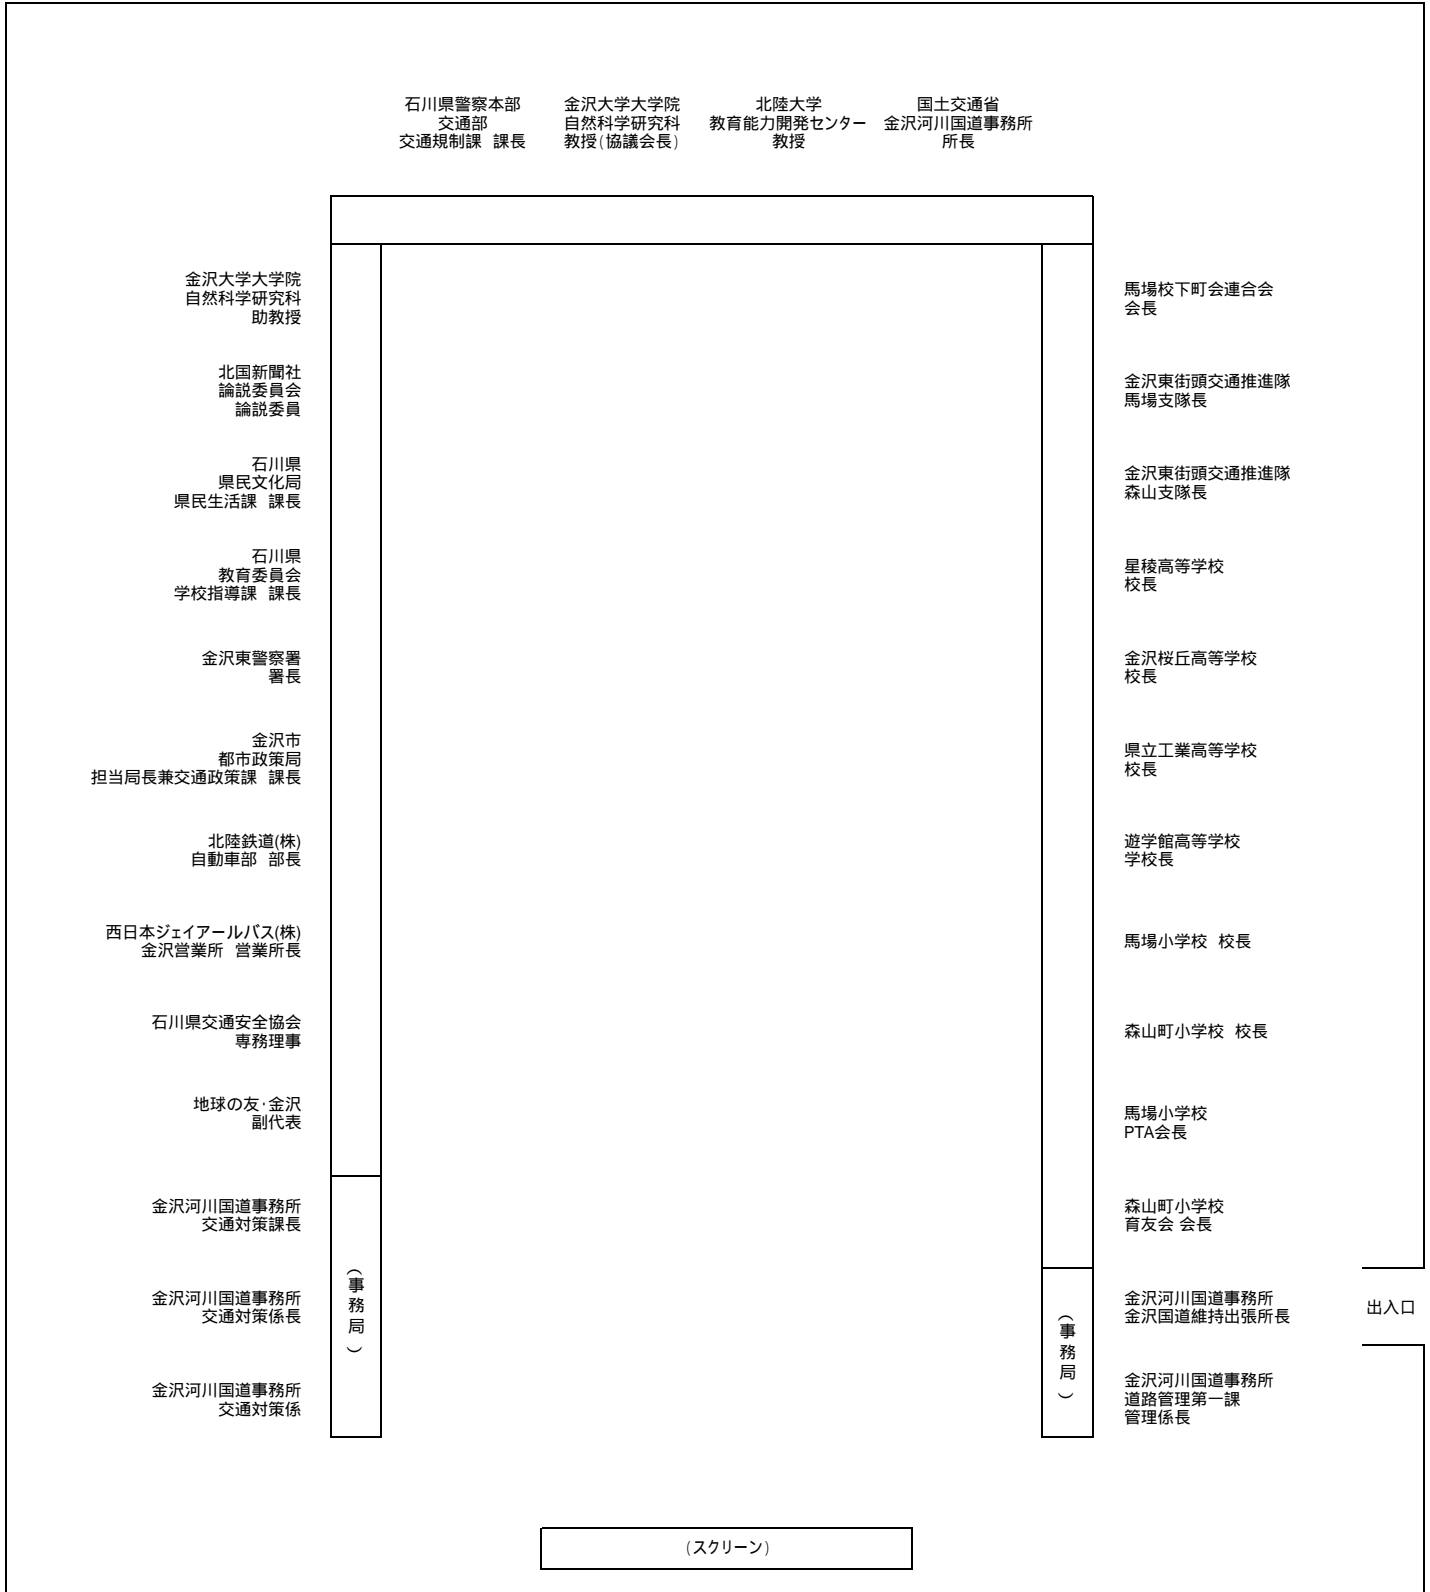 石川県警察本部
交通部
交通規制課 課長
金沢大学大学院
自然科学研究科
教授(協議会長)
北陸大学
教育能力開発センター
教授
国土交通省
金沢河川国道事務所
所長
金沢大学大学院
自然科学研究科
助教授
北国新聞社
論説委員会
論説委員
石川県
県民文化局
県民生活課 課長
石川県
教育委員会
学校指導課 課長
金沢東警察署
署長
金沢市
都市政策局
担当局長兼交通政策課 課長
北陸鉄道(株)
自動車部 部長
西日本ジェイアールバス(株)
金沢営業所 営業所長
石川県交通安全協会
専務理事
地球の友・金沢
副代表
金沢河川国道事務所
交通対策課長
金沢河川国道事務所
交通対策係長
金沢河川国道事務所
交通対策係
(事務局)
馬場校下町会連合会
会長
金沢東街頭交通推進隊
馬場支隊長
金沢東街頭交通推進隊
森山支隊長
星稜高等学校
校長
金沢桜丘高等学校
校長
県立工業高等学校
校長
遊学館高等学校
学校長
馬場小学校 校長
森山町小学校 校長
馬場小学校
PTA会長
森山町小学校
育友会 会長
金沢河川国道事務所
金沢国道維持出張所長
金沢河川国道事務所
道路管理第一課
管理係長
(事務局)
出入口
(スクリーン)